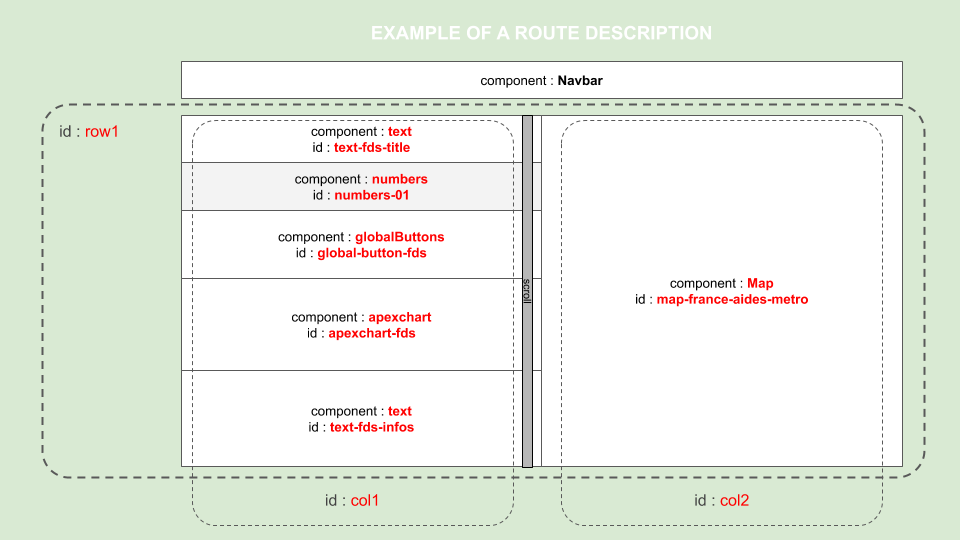 EXAMPLE OF A ROUTE DESCRIPTION
component : Navbar
id : row1
component : text
id : text-fds-title
component : numbers
id : numbers-01
component : globalButtons
id : global-button-fds
component : apexchart
id : apexchart-fds
component : text
id : text-fds-infos
scroll
component : Map
id : map-france-aides-metro
id : col1
id : col2